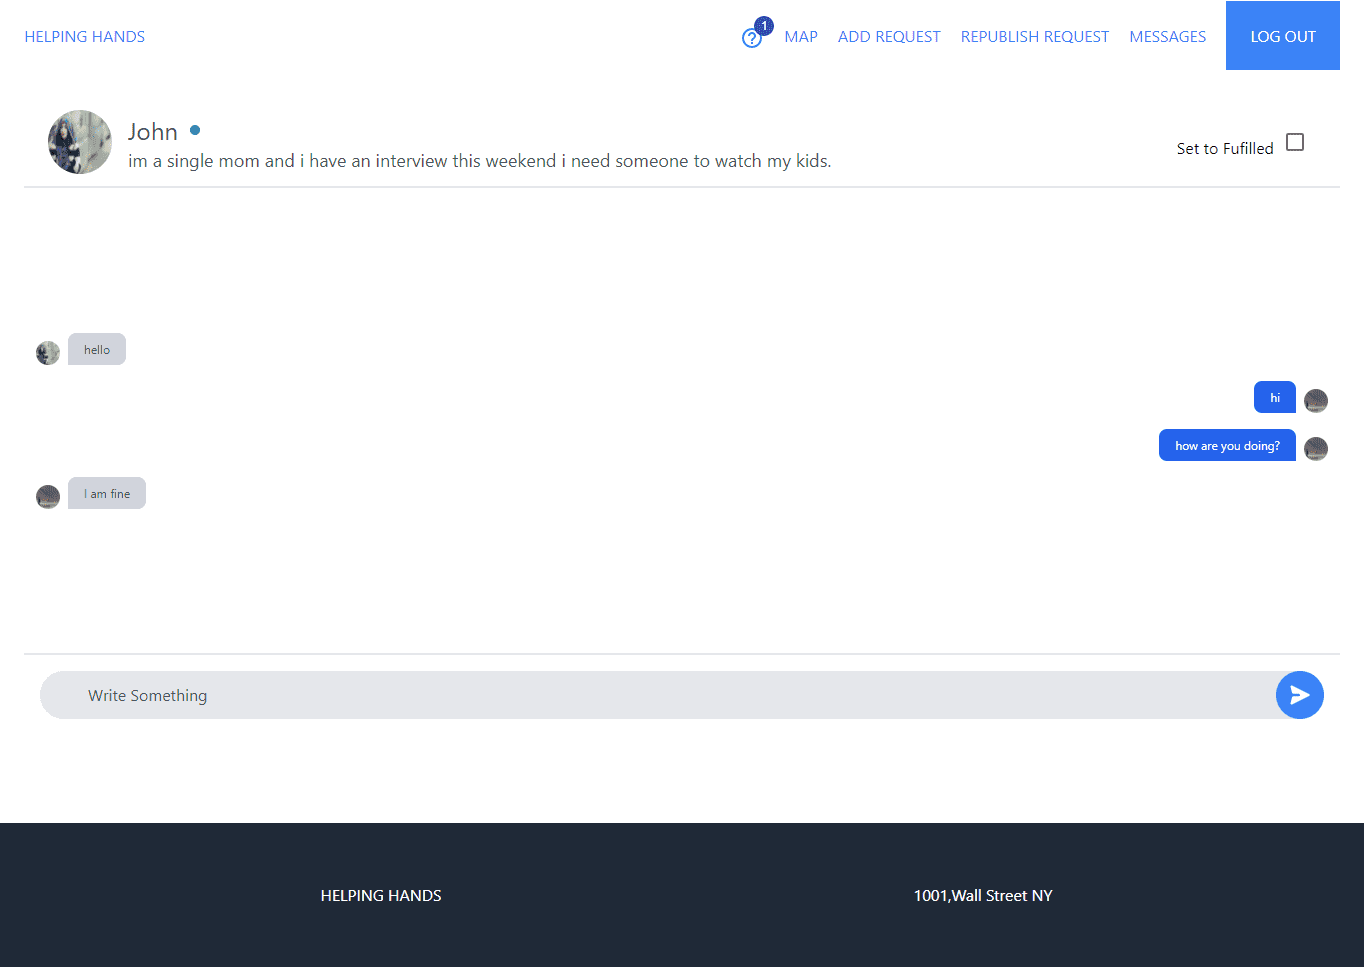 HELPING HANDS
1
MAP
ADD REQUEST
REPUBLISH REQUEST
MESSAGES
LOG OUT
John
im a single mom and i have an interview this weekend i need someone to watch my kids.
Set to Fufilled
hello
hi
how are you doing?
I am fine
Write Something
HELPING HANDS
1001,Wall Street NY